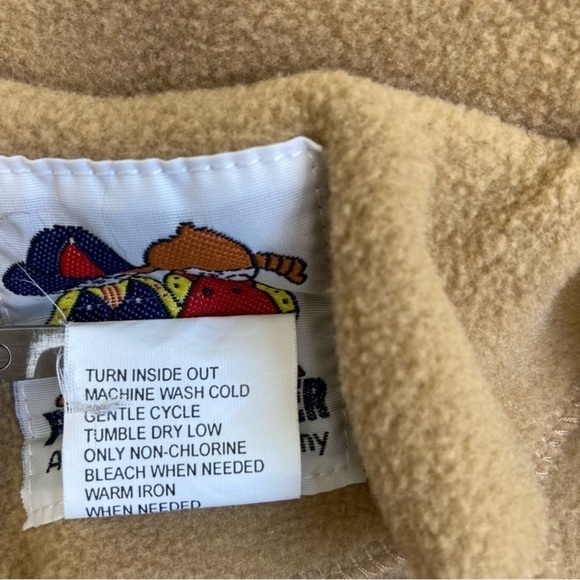 TURN INSIDE OUT
MACHINE WASH COLD
GENTLE CYCLE
TUMBLE DRY LOW
ONLY NON-CHLORINE
BLEACH WHEN NEEDED
WARM IRON
WHEN NEEDED